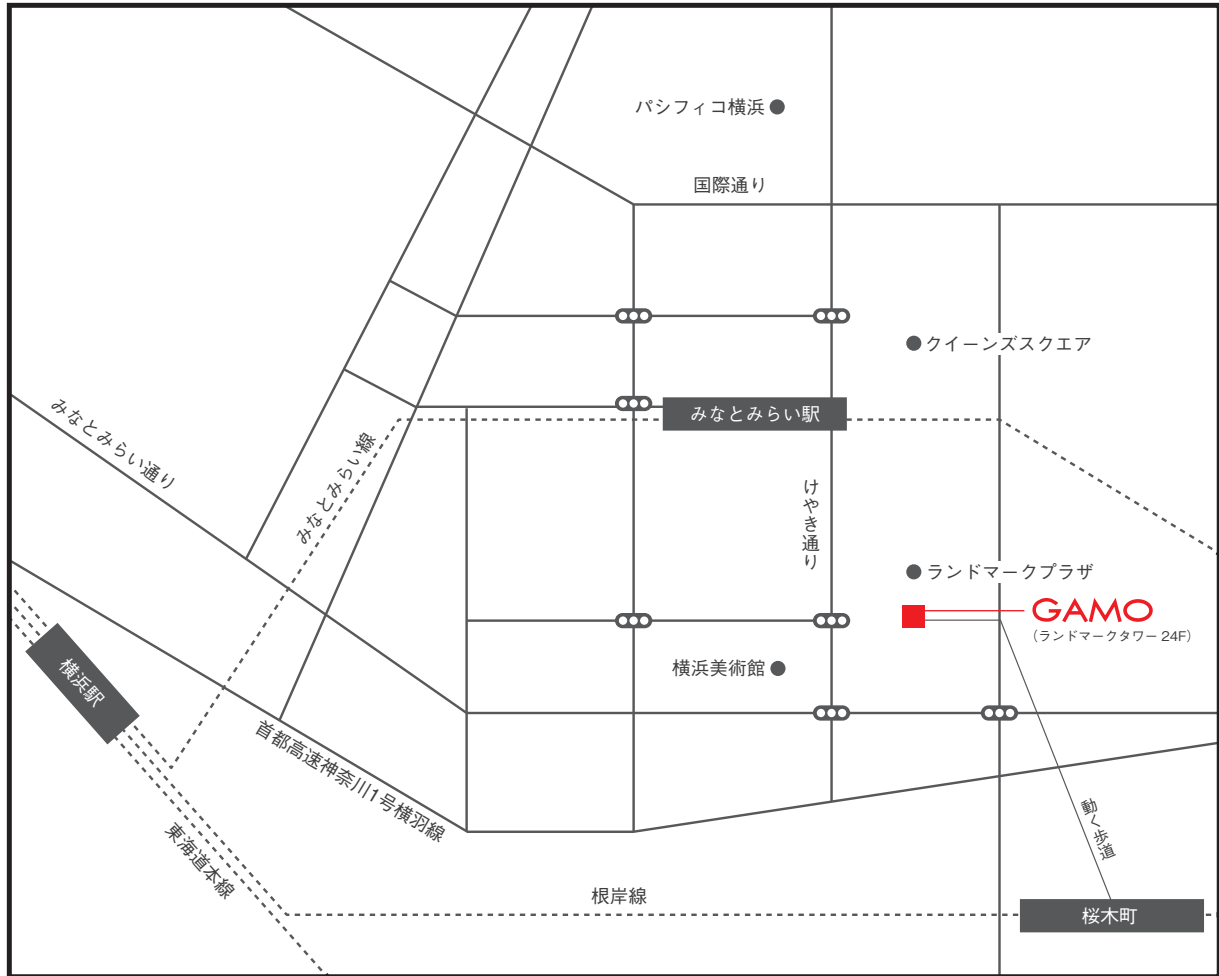 パシフィコ横浜
国際通り
クイーンズスクエア
みなとみらい駅
みなとみらい通り
みなとみらい線
けやき通り
ランドマークプラザ
GAMO
（ランドマークタワー 24F）
横浜駅
横浜美術館
首都高速神奈川1号横羽線
東海道本線
動く歩道
根岸線
桜木町